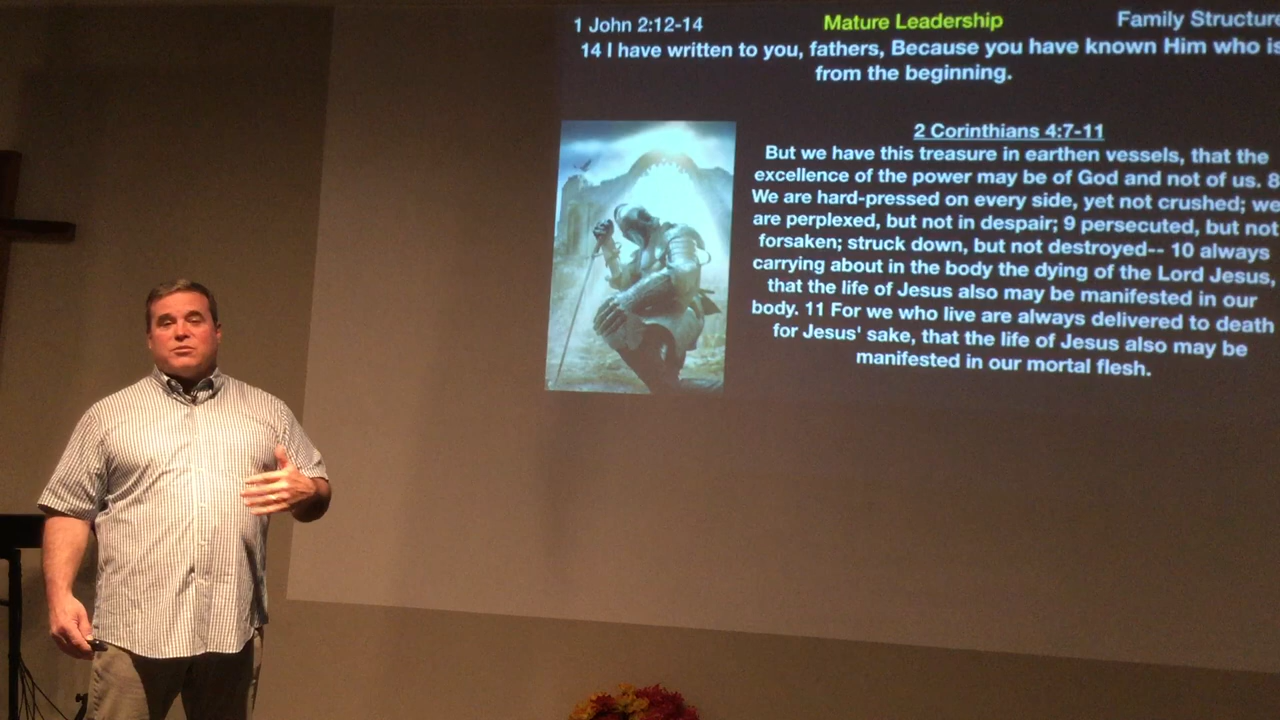 1 John 2:12-14 Mature Leadership Family Structure
14 I have written to you, fathers, Because you have known Him who is
from the beginning.
2 Corinthians 4:7-11
But we have this treasure in earthen vessels, that the
excellence of the power may be of God and not of us. 8
We are hard-pressed on every side, yet not crushed; we
are perplexed, but not in despair; 9 persecuted, but not
forsaken; struck down, but not destroyed-- 10 always
carrying about in the body the dying of the Lord Jesus,
that the life of Jesus also may be manifested in our
body. 11 For we who live are always delivered to death
for Jesus' sake, that the life of Jesus also may be
manifested in our mortal flesh.